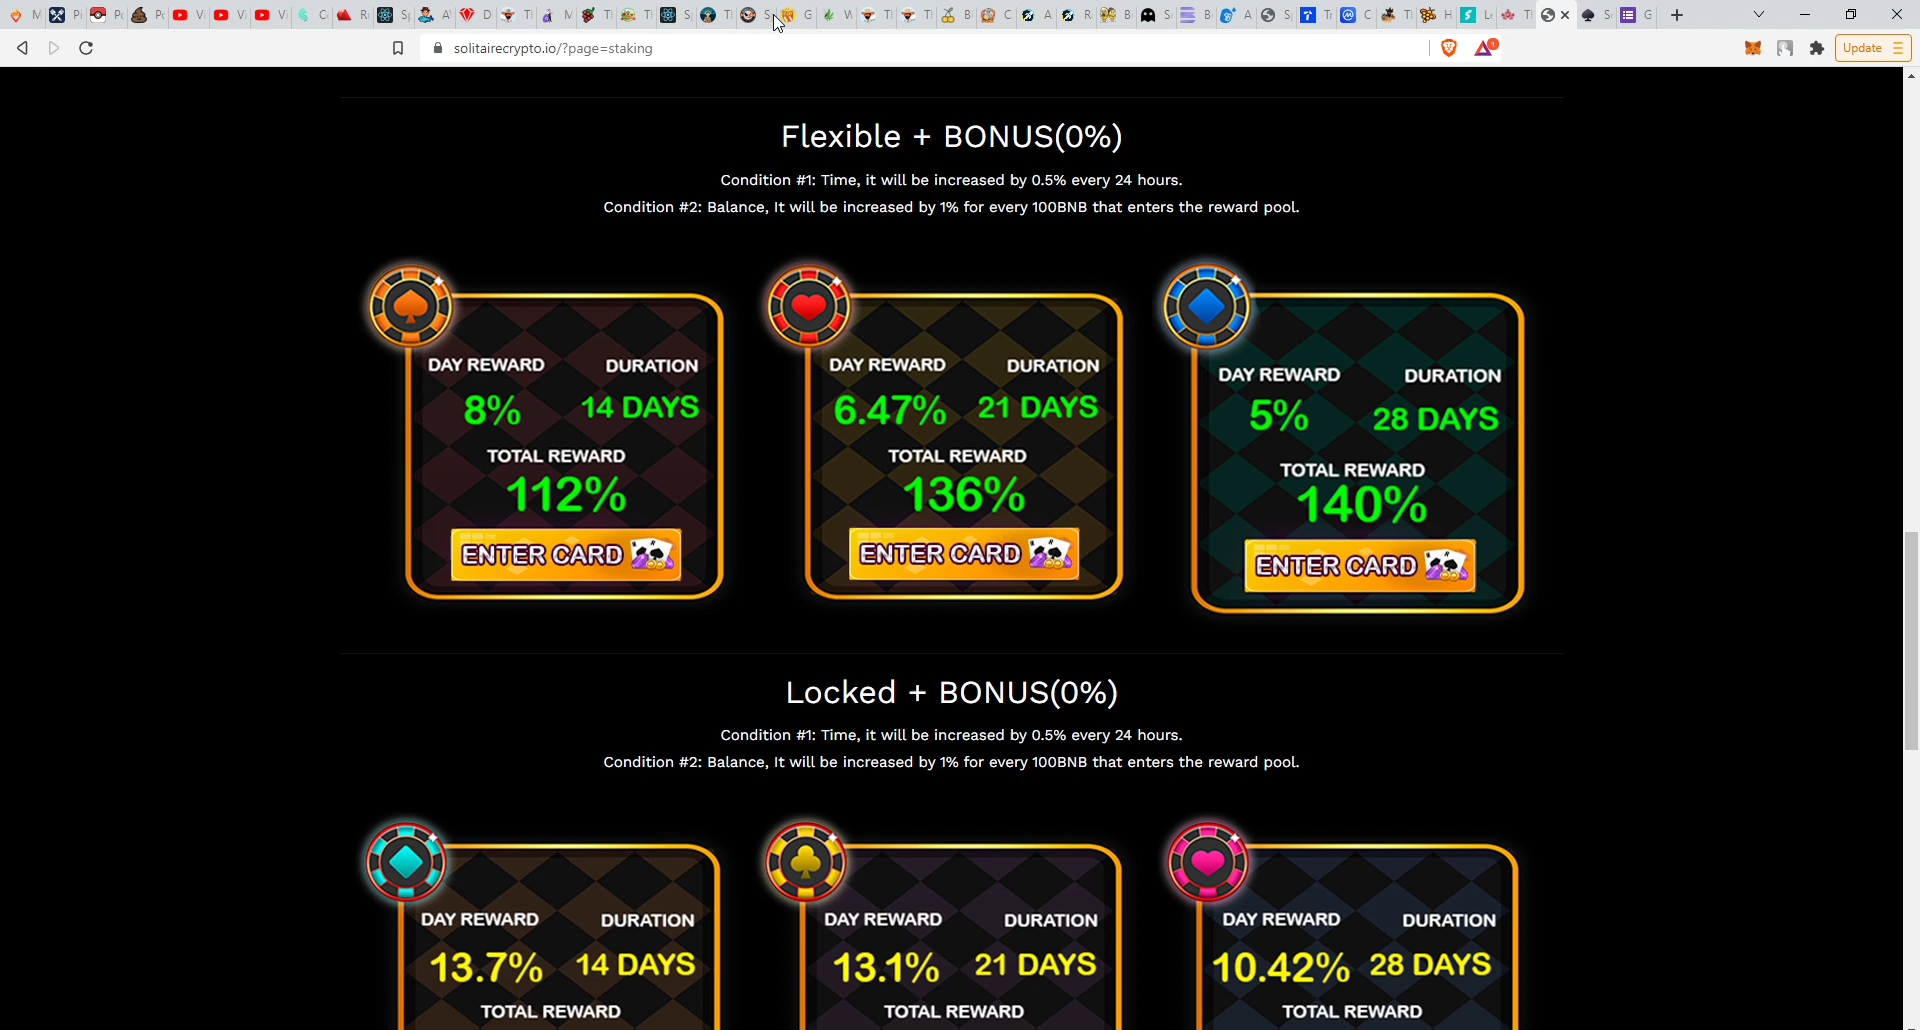 solitairecrypto.io/?page=staking
1
Update
Flexible + BONUS(0%)
Condition #1: Time, it will be increased by 0.5% every 24 hours.
Condition #2: Balance, It will be increased by 1% for every 100BNB that enters the reward pool.
DAY REWARD DURATION
8% 14 DAYS
TOTAL REWARD
112%
ENTER CARD
DAY REWARD DURATION
6.47% 21 DAYS
TOTAL REWARD
136%
ENTER CARD
DAY REWARD DURATION
5% 28 DAYS
TOTAL REWARD
140%
ENTER CARD
Locked + BONUS(0%)
Condition #1: Time, it will be increased by 0.5% every 24 hours.
Condition #2: Balance, It will be increased by 1% for every 100BNB that enters the reward pool.
DAY REWARD DURATION
13.7% 14 DAYS
TOTAL REWARD
DAY REWARD DURATION
13.1% 21 DAYS
TOTAL REWARD
DAY REWARD DURATION
10.42% 28 DAYS
TOTAL REWARD